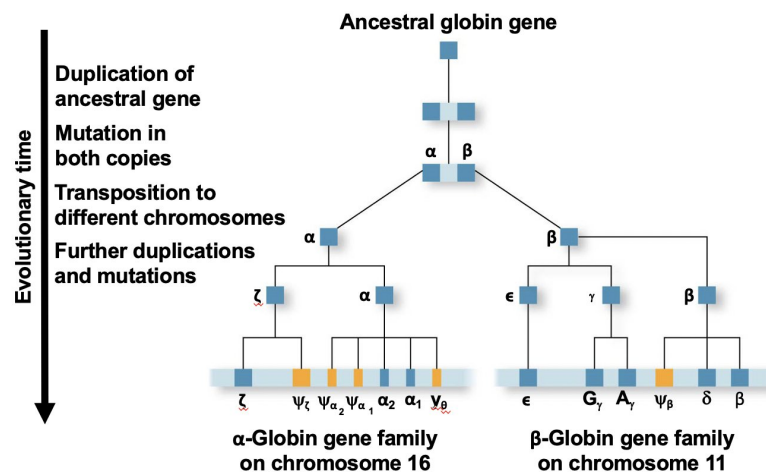 Ancestral globin gene
Evolutionary time
Duplication of
ancestral gene
Mutation in
both copies
Transposition to
different chromosomes
Further duplications
and mutations
α β
α
β
ζ
α
ϵ
γ
β
ζ ψζ ψα2 ψα1 α2 α1 yθ
ϵ Gγ Aγ ψβ δ β
α-Globin gene family
on chromosome 16
β-Globin gene family
on chromosome 11